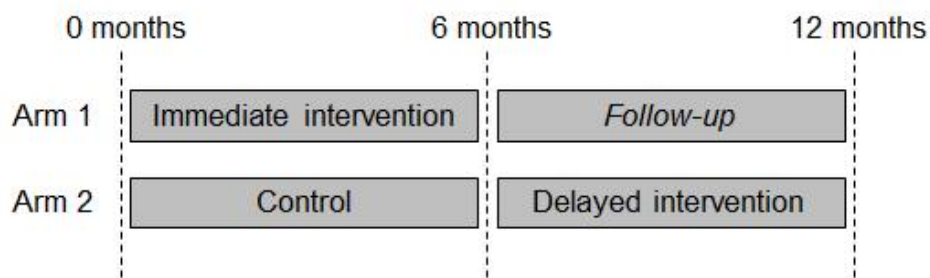 0 months 6 months 12 months
Arm 1 Immediate intervention Follow-up
Arm 2 Control Delayed intervention